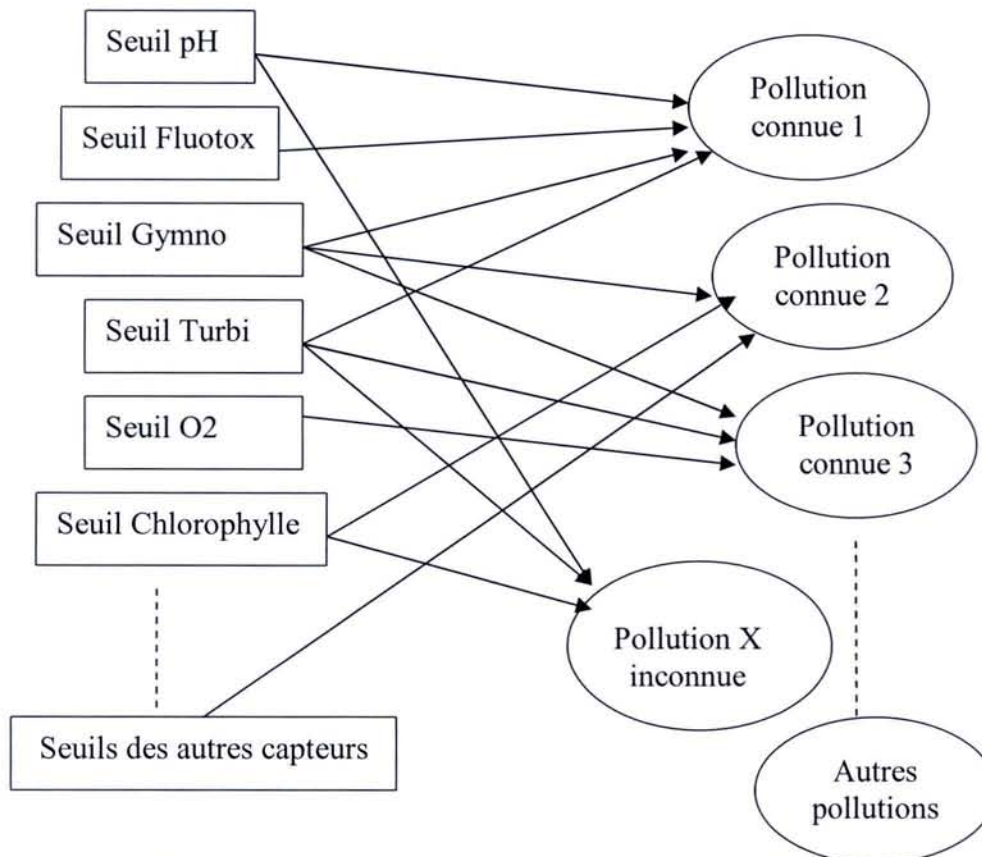 Seuil pH
Seuil Fluotox
Seuil Gymno
Seuil Turbi
Seuil O2
Seuil Chlorophylle
Seuils des autres capteurs
Pollution
connue 1
Pollution
connue 2
Pollution
connue 3
Pollution X
inconnue
Autres
pollutions